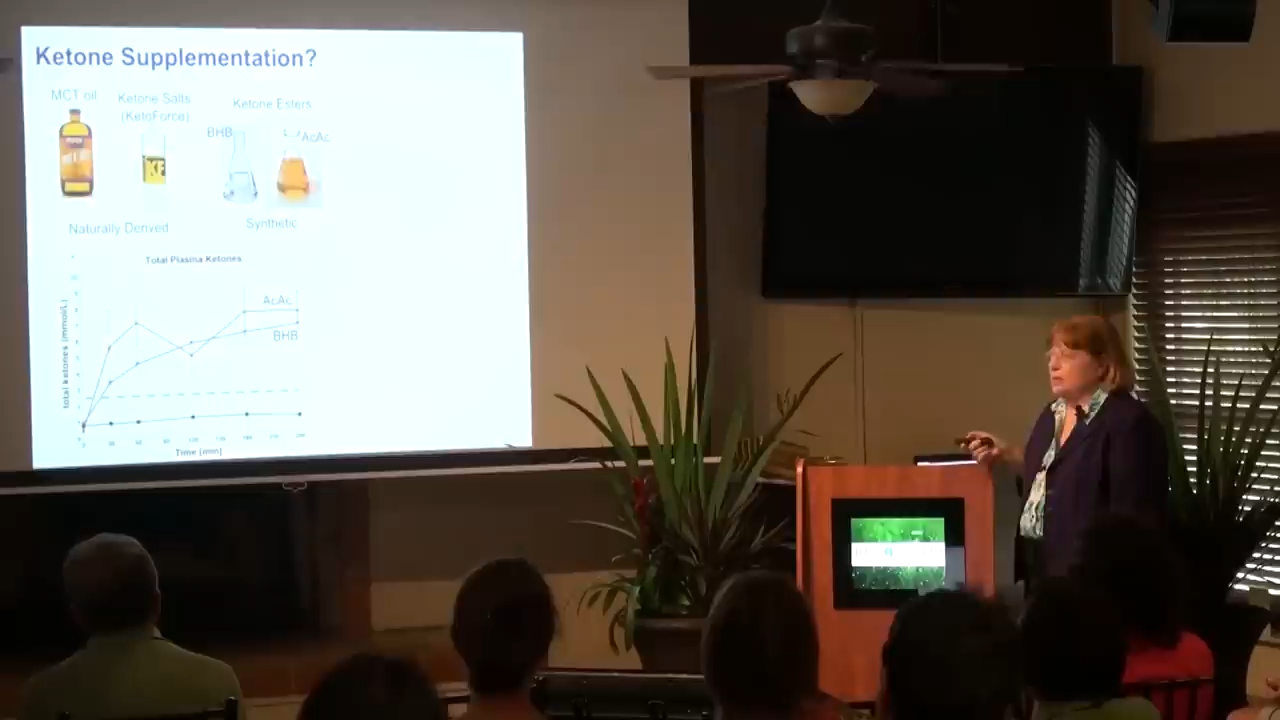 Ketone Supplementation?
MCT oil
Ketone Salts
(KetoForce)
Ketone Esters
BHB
AcAc
KF
Naturally Derived
Synthetic
Total Plasma Ketones
total ketones (mmol/L)
AcAc
BHB
Time (min)